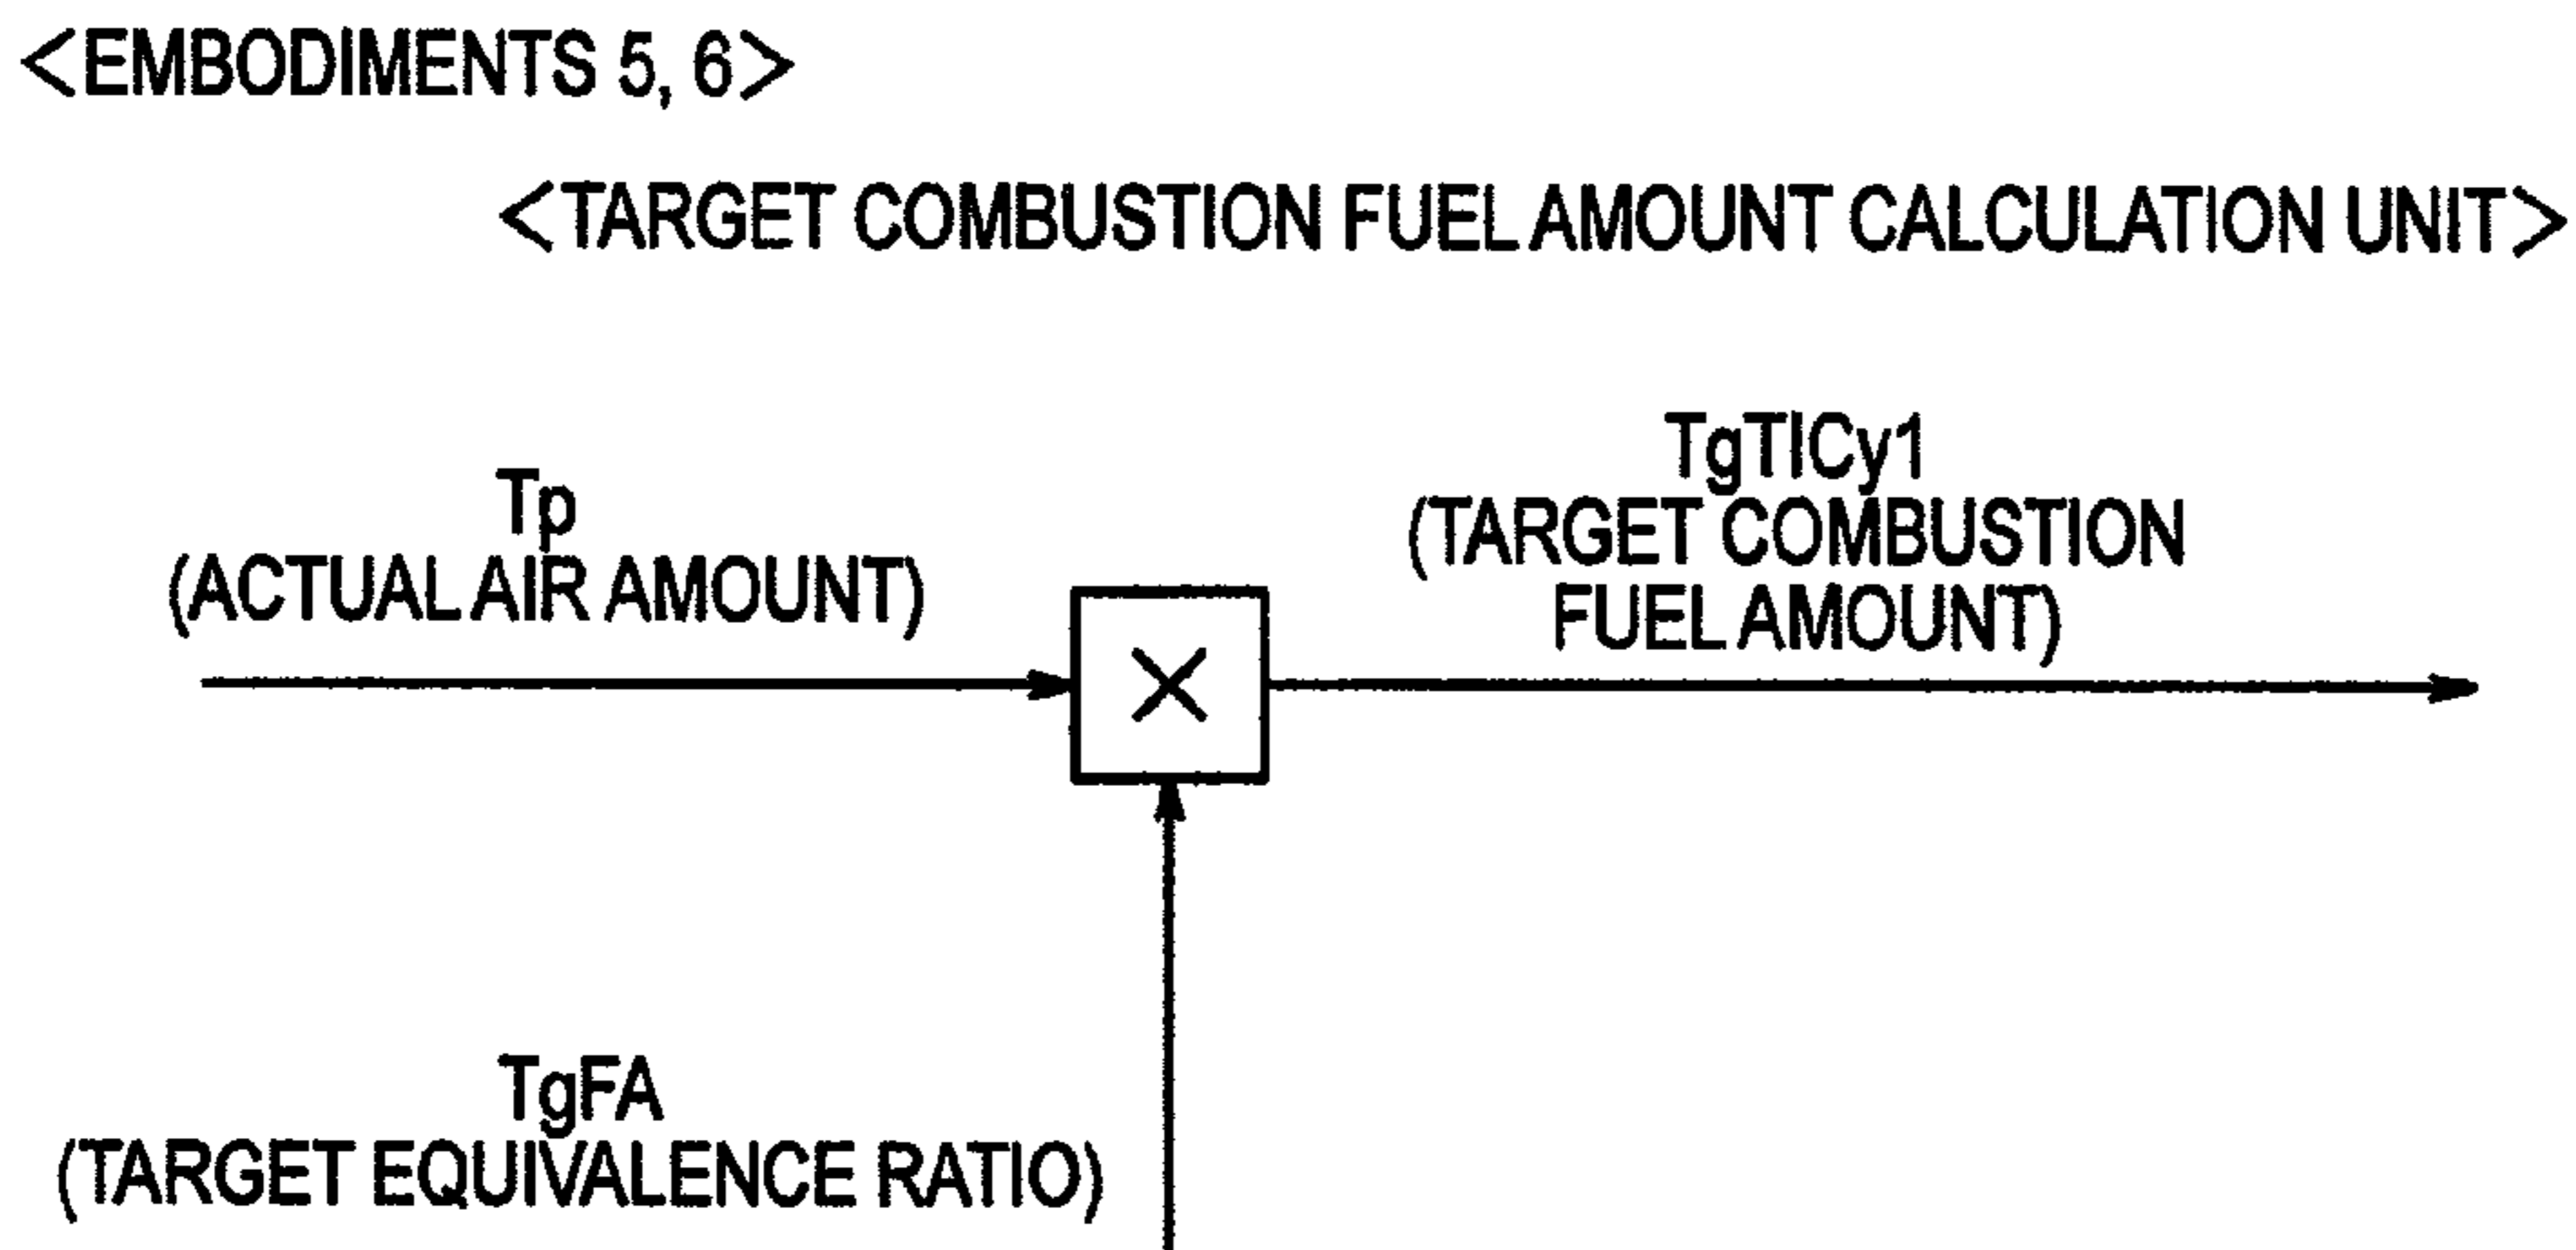 <EMBODIMENTS 5, 6>
<TARGET COMBUSTION FUEL AMOUNT CALCULATION UNIT>
Tp
(ACTUAL AIR AMOUNT)
×
TgTICy1
(TARGET COMBUSTION
FUEL AMOUNT)
TgFA
(TARGET EQUIVALENCE RATIO)